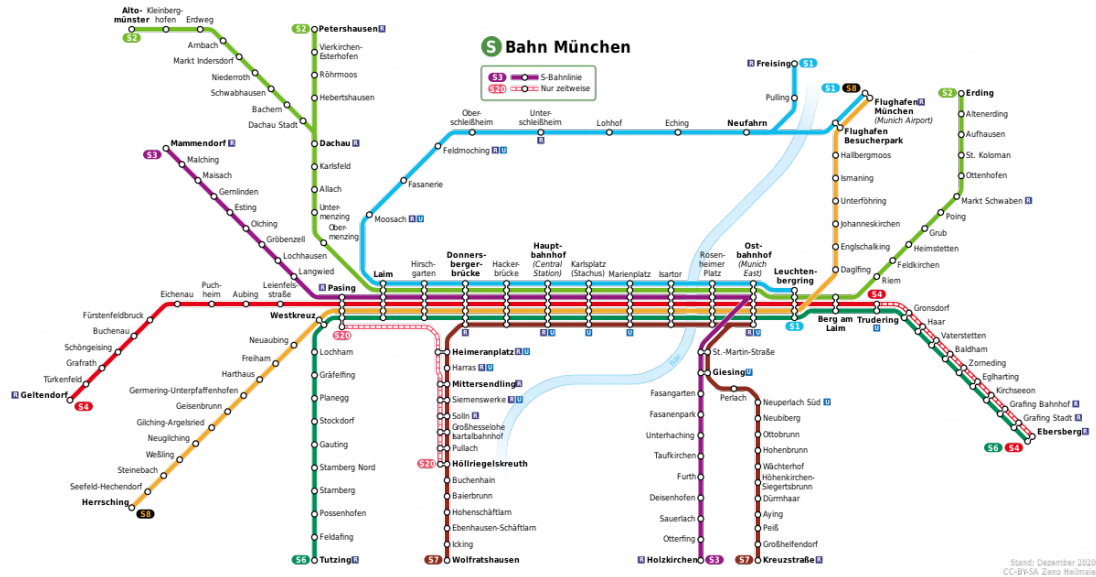 S Bahn München
S3 S-Bahnlinie
S20 Nur zeitweise
Alto-
münster
S2
Kleinberg-
hofen
Erdweg
Arnbach
Markt Indersdorf
Niederroth
Schwabhausen
Bachern
Dachau Stadt
S2 Petershausen R
Vierkirchen-
Esterhofen
Röhrmoos
Hebertshausen
Dachau R
Karlsfeld
Allach
Unter-
menzing
Ober-
menzing
S3
Mammendorf R
Malching
Maisach
Gernlinden
Esting
Olching
Gröbenzell
Lochhausen
Langwied
R Freising S1
Pulling
Ober-
schleißheim
Unter-
schleißheim
R
Lohhof
Eching
Neufahrn
Feldmoching R U
Fasanerie
Moosach R U
S1 S8
Flughafen R
München
(Munich Airport)
Flughafen
Besucherpark
Hallbergmoos
Ismaning
Unterföhring
Johanneskirchen
Englschalking
Daglfing
S2 Erding
Altenerding
Aufhausen
St. Koloman
Ottenhofen
Markt Schwaben R
Poing
Grub
Heimstetten
Feldkirchen
Riem
R Pasing
S20
Laim
Hirsch-
garten
Donners-
berger-
brücke
R
Hacker-
brücke
Haupt-
bahnhof
(Central
Station)
R U
Karlsplatz
(Stachus)
U
Marienplatz
U
Isartor
Rosen-
heimer
Platz
Ost-
bahnhof
(Munich
East)
R U
Leuchten-
bergring
S1
Berg am
Laim
S4
Trudering
U
Gronsdorf
Haar
Vaterstetten
Baldham
Zorneding
Eglharting
Kirchseeon
Grafing Bahnhof R
Grafing Stadt R
Ebersberg R
S6 S4
Eichenau
Puch-
heim
Aubing
Leienfels-
straße
Fürstenfeldbruck
Buchenau
Schöngeising
Grafrath
Türkenfeld
R Geltendorf
S4
Westkreuz
Neuaubing
Freiham
Harthaus
Germering-Unterpfaffenhofen
Geisenbrunn
Gilching-Argelsried
Neugilching
Weßling
Steinebach
Seefeld-Hechendorf
Herrsching
S8
Lochham
Gräfelfing
Planegg
Stockdorf
Gauting
Starnberg Nord
Starnberg
Possenhofen
Feldafing
S6 Tutzing R
Heimeranplatz R U
Harras R U
Mittersendling R
Siemenswerke R U
Solln R
Großhesselohe
Isartalbahnhof
Pullach
S20 Höllriegelskreuth
Buchenhain
Baierbrunn
Hohenschäftlarn
Ebenhausen-Schäftlarn
Icking
S7 Wolfratshausen
Isar
St.-Martin-Straße
Giesing U
Fasangarten
Fasanenpark
Unterhaching
Taufkirchen
Furth
Deisenhofen
Sauerlach
Otterfing
R Holzkirchen S3
Perlach
Neuperlach Süd U
Neubiberg
Ottobrunn
Hohenbrunn
Wächterhof
Höhenkirchen-
Siegertsbrunn
Dürrnhaar
Aying
Peiß
Großhelfendorf
S7 Kreuzstraße R
Stand: Dezember 2020
CC-BY-SA Zeno Heilmaier